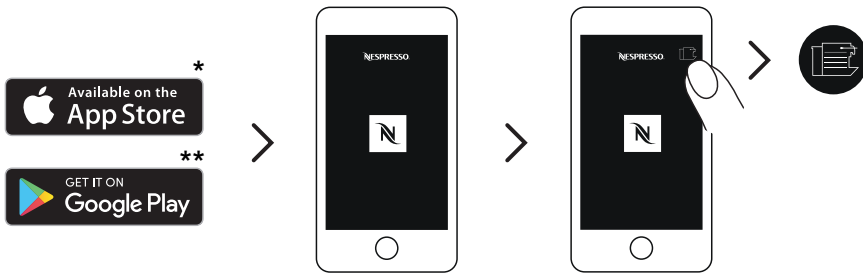 *
Available on the
App Store
**
GET IT ON
Google Play
NESPRESSO
N
NESPRESSO
N